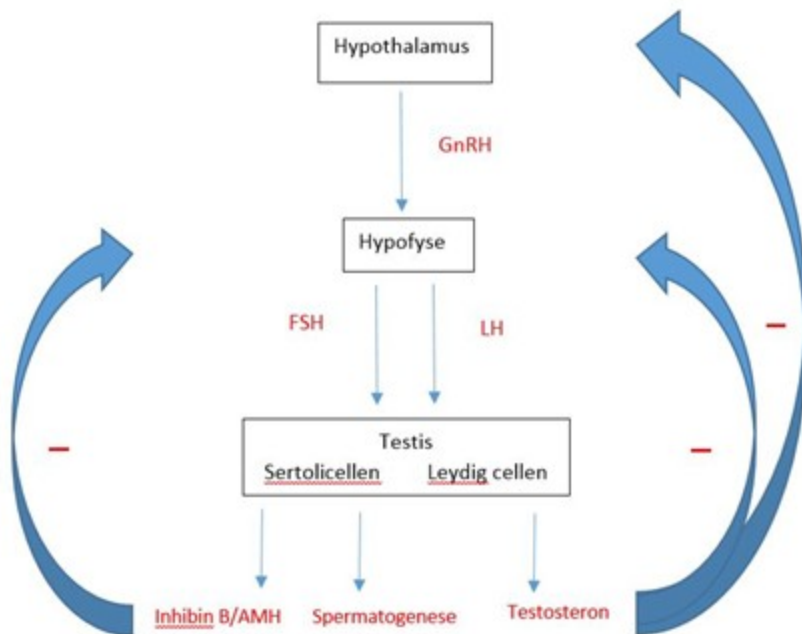 Hypothalamus
GnRH
Hypofyse
FSH
LH
–
Testis
Sertolicellen Leydig cellen
–
–
Inhibin B/AMH Spermatogenese Testosteron